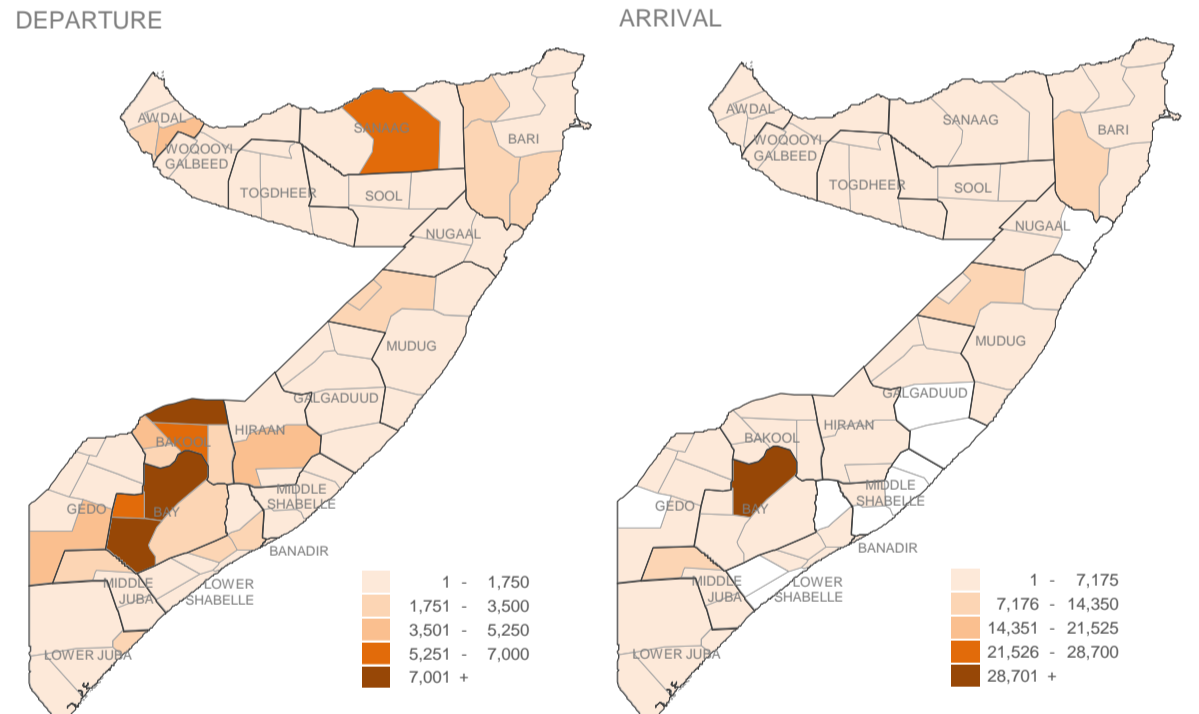 DEPARTURE
AWDAL
WOQOOYI
GALBEED
TOGDHEER
SANAAG
SOOL
BARI
NUGAAL
MUDUG
GALGADUUD
HIRAAN
BAKOOL
GEDO
BAY
MIDDLE
SHABELLE
BANADIR
MIDDLE
JUBA
LOWER
SHABELLE
LOWER JUBA
1 - 1,750
1,751 - 3,500
3,501 - 5,250
5,251 - 7,000
7,001 +
ARRIVAL
AWDAL
WOQOOYI
GALBEED
TOGDHEER
SANAAG
SOOL
BARI
NUGAAL
MUDUG
GALGADUUD
HIRAAN
BAKOOL
GEDO
BAY
MIDDLE
SHABELLE
BANADIR
MIDDLE
JUBA
LOWER
SHABELLE
LOWER JUBA
1 - 7,175
7,176 - 14,350
14,351 - 21,525
21,526 - 28,700
28,701 +